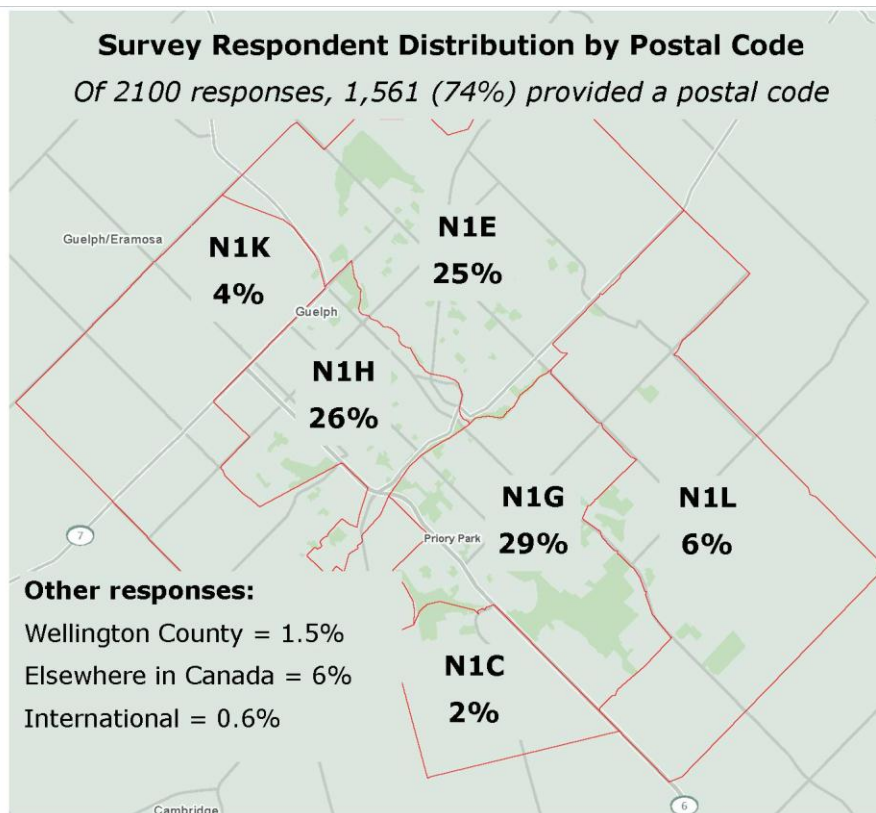 Survey Respondent Distribution by Postal Code
Of 2100 responses, 1,561 (74%) provided a postal code
N1E
25%
Guelph/Eramosa
N1K
4%
Guelph
N1H
26%
N1G
29%
N1L
6%
7
Priory Park
Other responses:
Wellington County = 1.5%
Elsewhere in Canada = 6%
International = 0.6%
N1C
2%
Cambridge
6